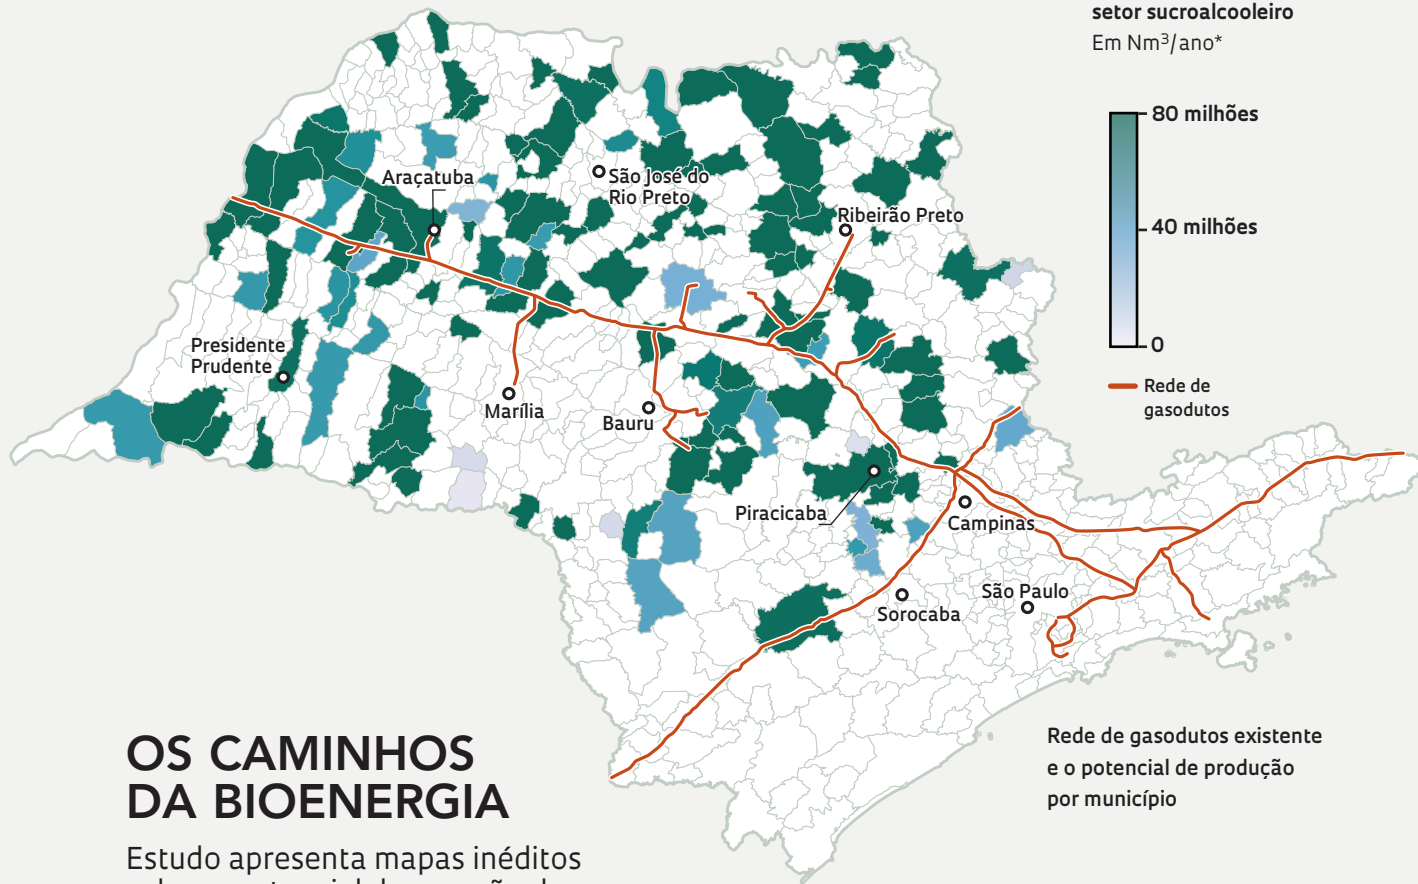 setor sucroalcooleiro
Em Nm³/ano*
80 milhões
40 milhões
0
Rede de
gasodutos
Araçatuba
São José do
Rio Preto
Ribeirão Preto
Presidente
Prudente
Marília
Bauru
Piracicaba
Campinas
São Paulo
Sorocaba
Rede de gasodutos existente
e o potencial de produção
por município
OS CAMINHOS
DA BIOENERGIA
Estudo apresenta mapas inéditos